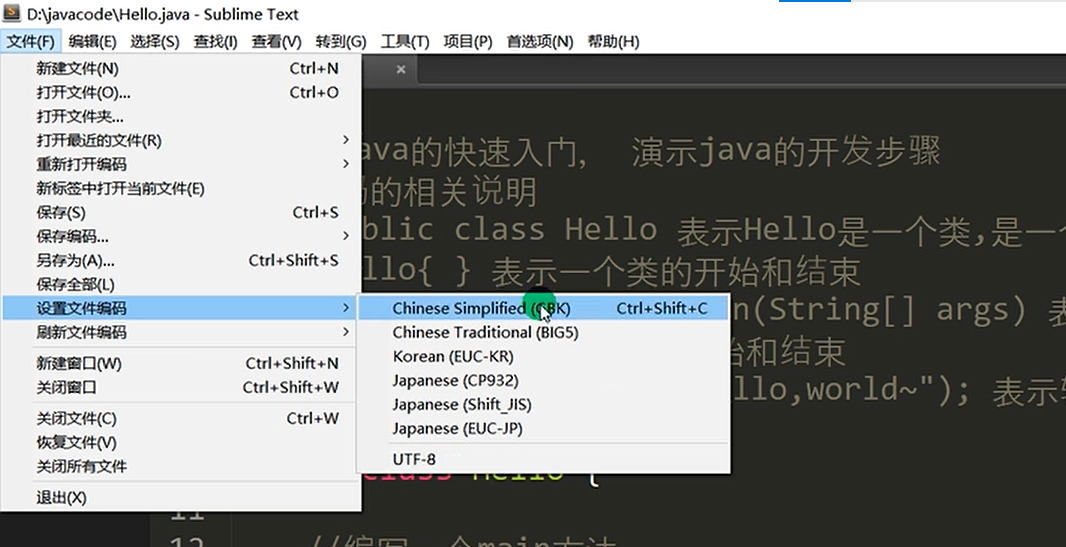 D:\javacode\Hello.java - Sublime Text
文件(F) 编辑(E) 选择(S) 查找(I) 查看(V) 转到(G) 工具(T) 项目(P) 首选项(N) 帮助(H)
新建文件(N) Ctrl+N
打开文件(O)... Ctrl+O
打开文件夹...
打开最近的文件(R)
重新打开编码
新标签中打开当前文件(E)
保存(S) Ctrl+S
保存编码...
另存为(A)... Ctrl+Shift+S
保存全部(L)
设置文件编码
刷新文件编码
新建窗口(W) Ctrl+Shift+N
关闭窗口 Ctrl+Shift+W
关闭文件(C) Ctrl+W
恢复文件(V)
关闭所有文件
退出(X)
Chinese Simplified (GBK) Ctrl+Shift+C
Chinese Traditional (BIG5)
Korean (EUC-KR)
Japanese (CP932)
Japanese (Shift_JIS)
Japanese (EUC-JP)
UTF-8
ava的快速入门, 演示java的开发步骤
的相关说明
blic class Hello 表示Hello是一个类,是一个
llo{ } 表示一个类的开始和结束
n(String[] args) 表
始和结束
llo,world~"); 表示
class Hello {
11
12 //编写一个main方法